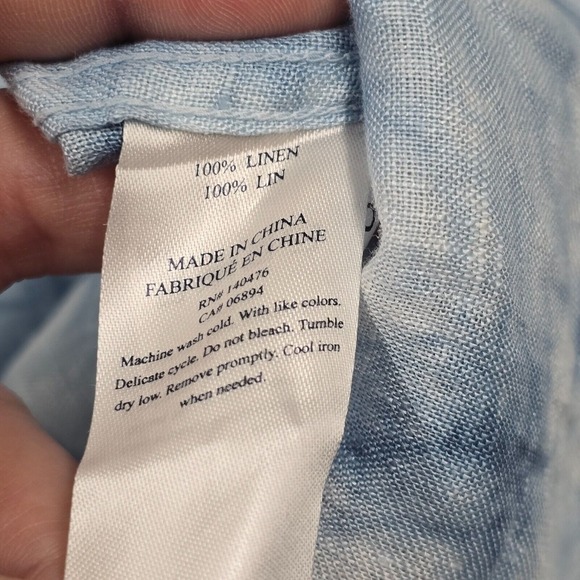 100% LINEN
100% LIN
MADE IN CHINA
FABRIQUÉ EN CHINE
RN# 140476
CA# 06894
Machine wash cold. With like colors.
Delicate cycle. Do not bleach. Tumble
dry low. Remove promptly. Cool iron
when needed.